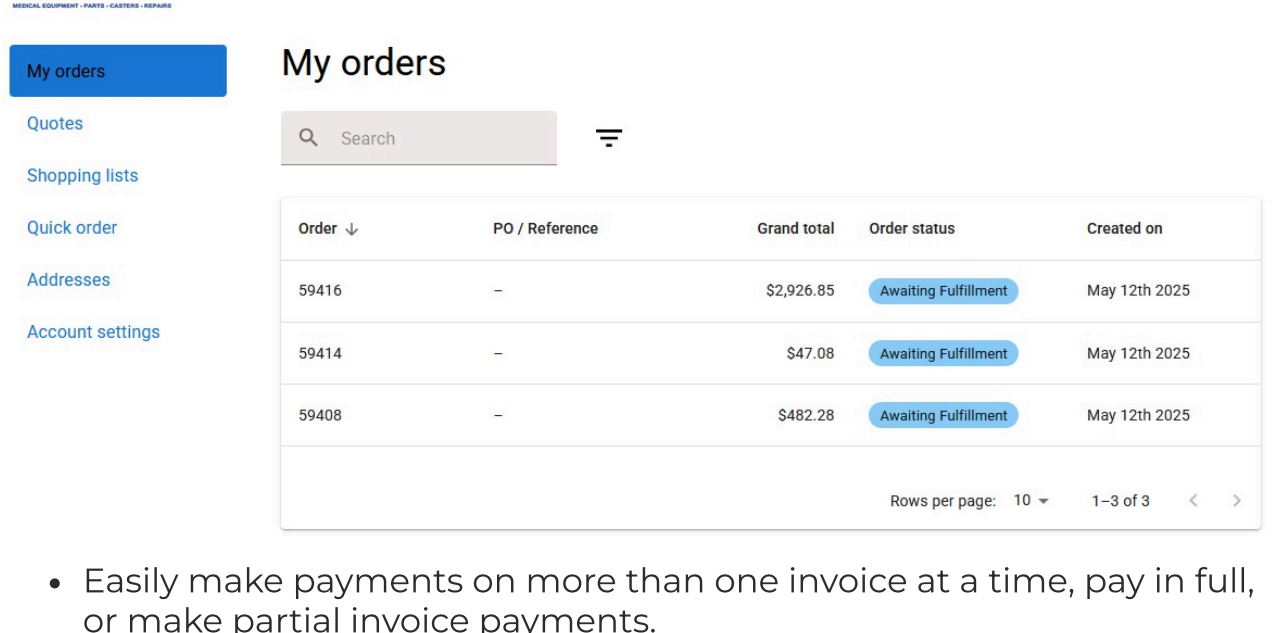 MEDICAL EQUIPMENT - PARTS - CASTERS - REPAIRS
My orders
Quotes
Shopping lists
Quick order
Addresses
Account settings
My orders
Search
Order ↓ PO / Reference Grand total Order status Created on
59416 – $2,926.85 Awaiting Fulfillment May 12th 2025
59414 – $47.08 Awaiting Fulfillment May 12th 2025
59408 – $482.28 Awaiting Fulfillment May 12th 2025
Rows per page: 10 1–3 of 3 < >
• Easily make payments on more than one invoice at a time, pay in full,
or make partial invoice payments.